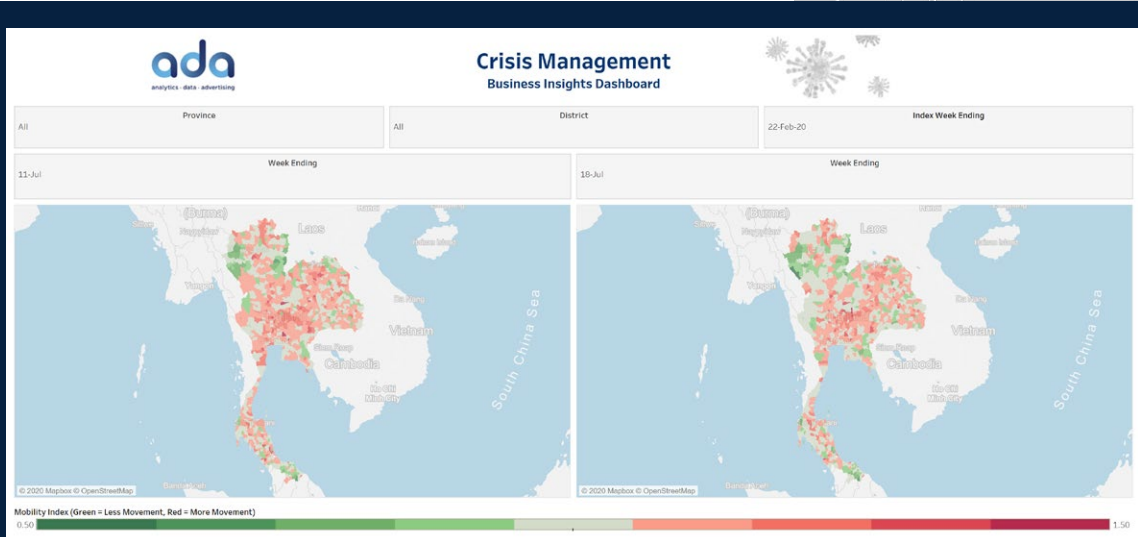 ada
analytics · data · advertising
Crisis Management
Business Insights Dashboard
Province
All
District
All
Index Week Ending
22-Feb-20
Week Ending
11-Jul
Week Ending
18-Jul
(Burma)
Laos
Vietnam
Cambodia
South China Sea
© 2020 Mapbox © OpenStreetMap
(Burma)
Laos
Vietnam
Cambodia
South China Sea
© 2020 Mapbox © OpenStreetMap
Mobility Index (Green = Less Movement, Red = More Movement)
0.50
1.50